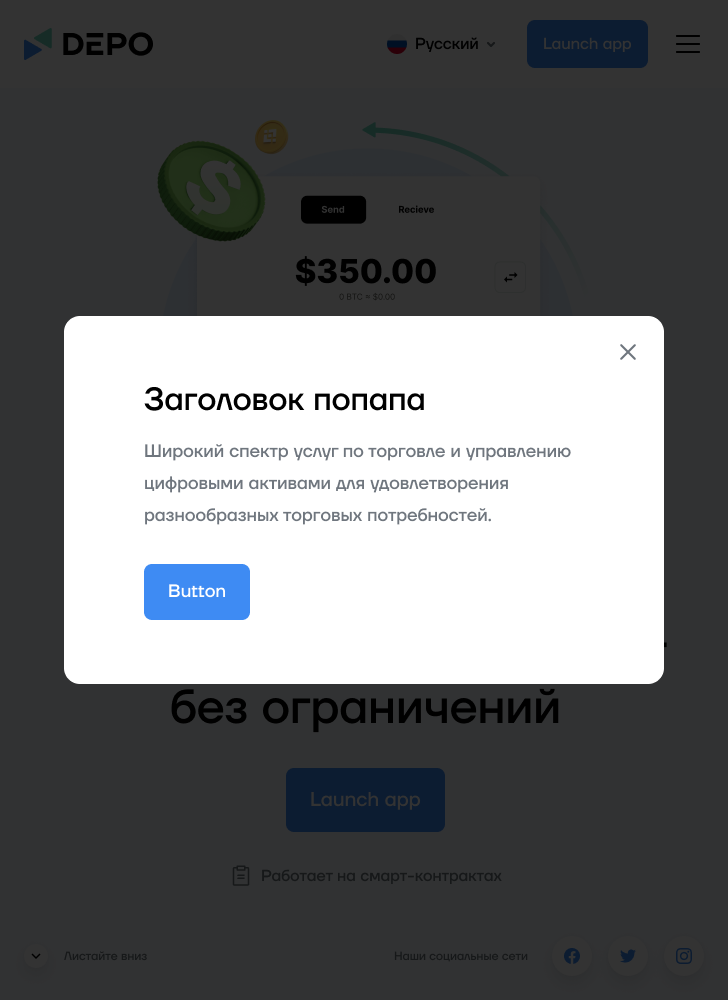 DEPO
Русский
Launch app
Send
Recieve
$350.00
0 BTC ≈ $0.00
Заголовок попапа
Широкий спектр услуг по торговле и управлению
цифровыми активами для удовлетворения
разнообразных торговых потребностей.
Button
без ограничений
Launch app
Работает на смарт-контрактах
Листайте вниз
Наши социальные сети